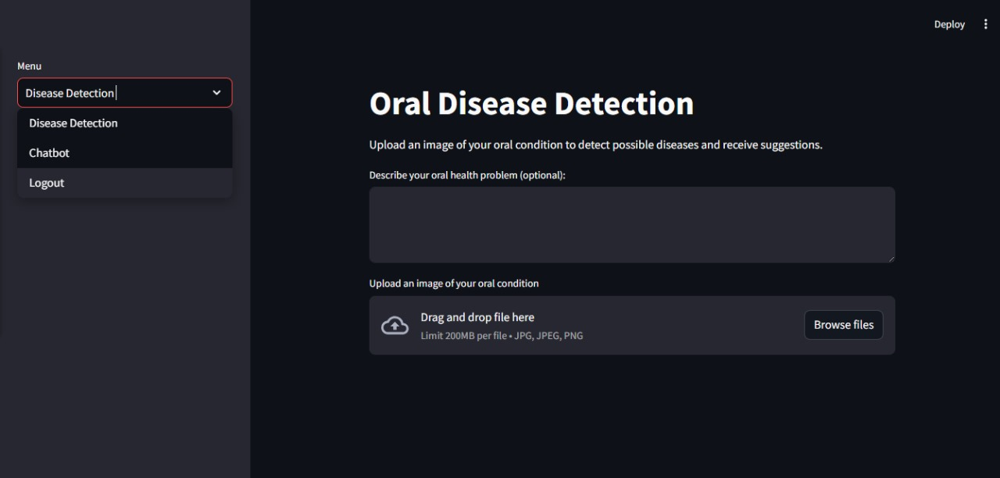 Deploy
Menu
Disease Detection
Disease Detection
Chatbot
Logout
Oral Disease Detection
Upload an image of your oral condition to detect possible diseases and receive suggestions.
Describe your oral health problem (optional):
Upload an image of your oral condition
Drag and drop file here
Limit 200MB per file • JPG, JPEG, PNG
Browse files